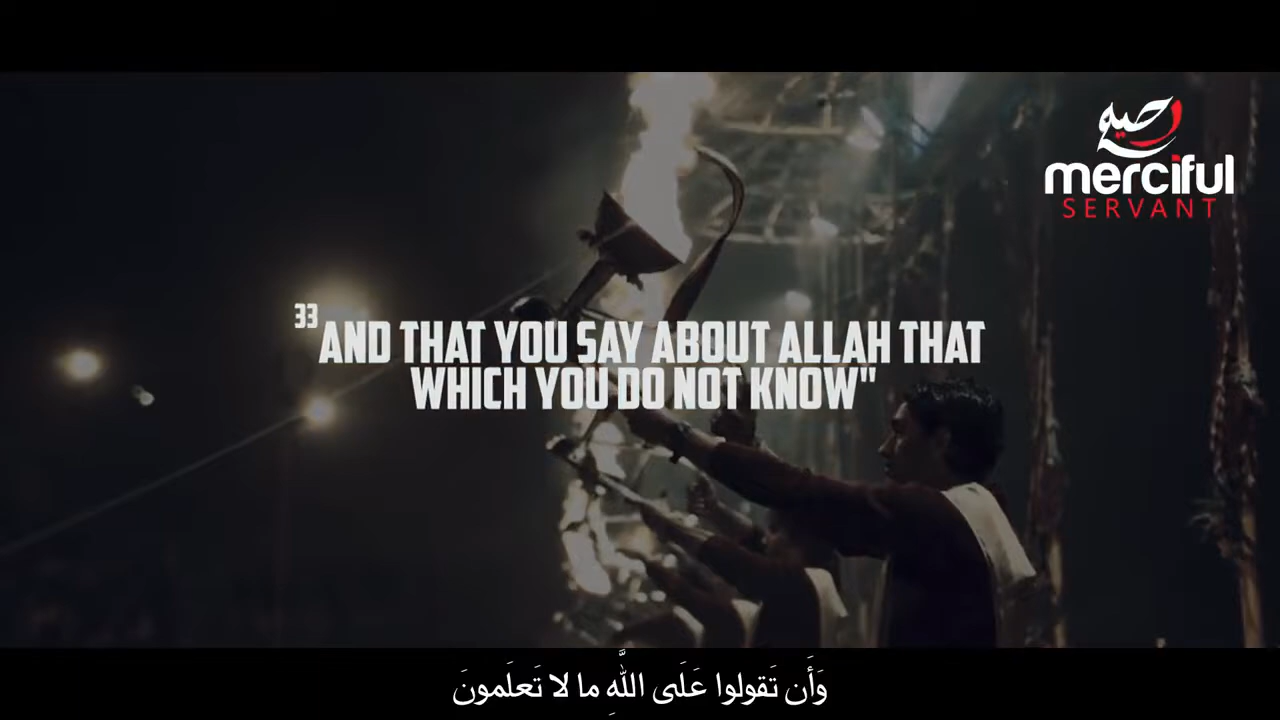 رحيم
merciful
SERVANT
33 AND THAT YOU SAY ABOUT ALLAH THAT
WHICH YOU DO NOT KNOW"
وَأَن تَقولوا عَلَى اللَّهِ ما لا تَعلَمونَ